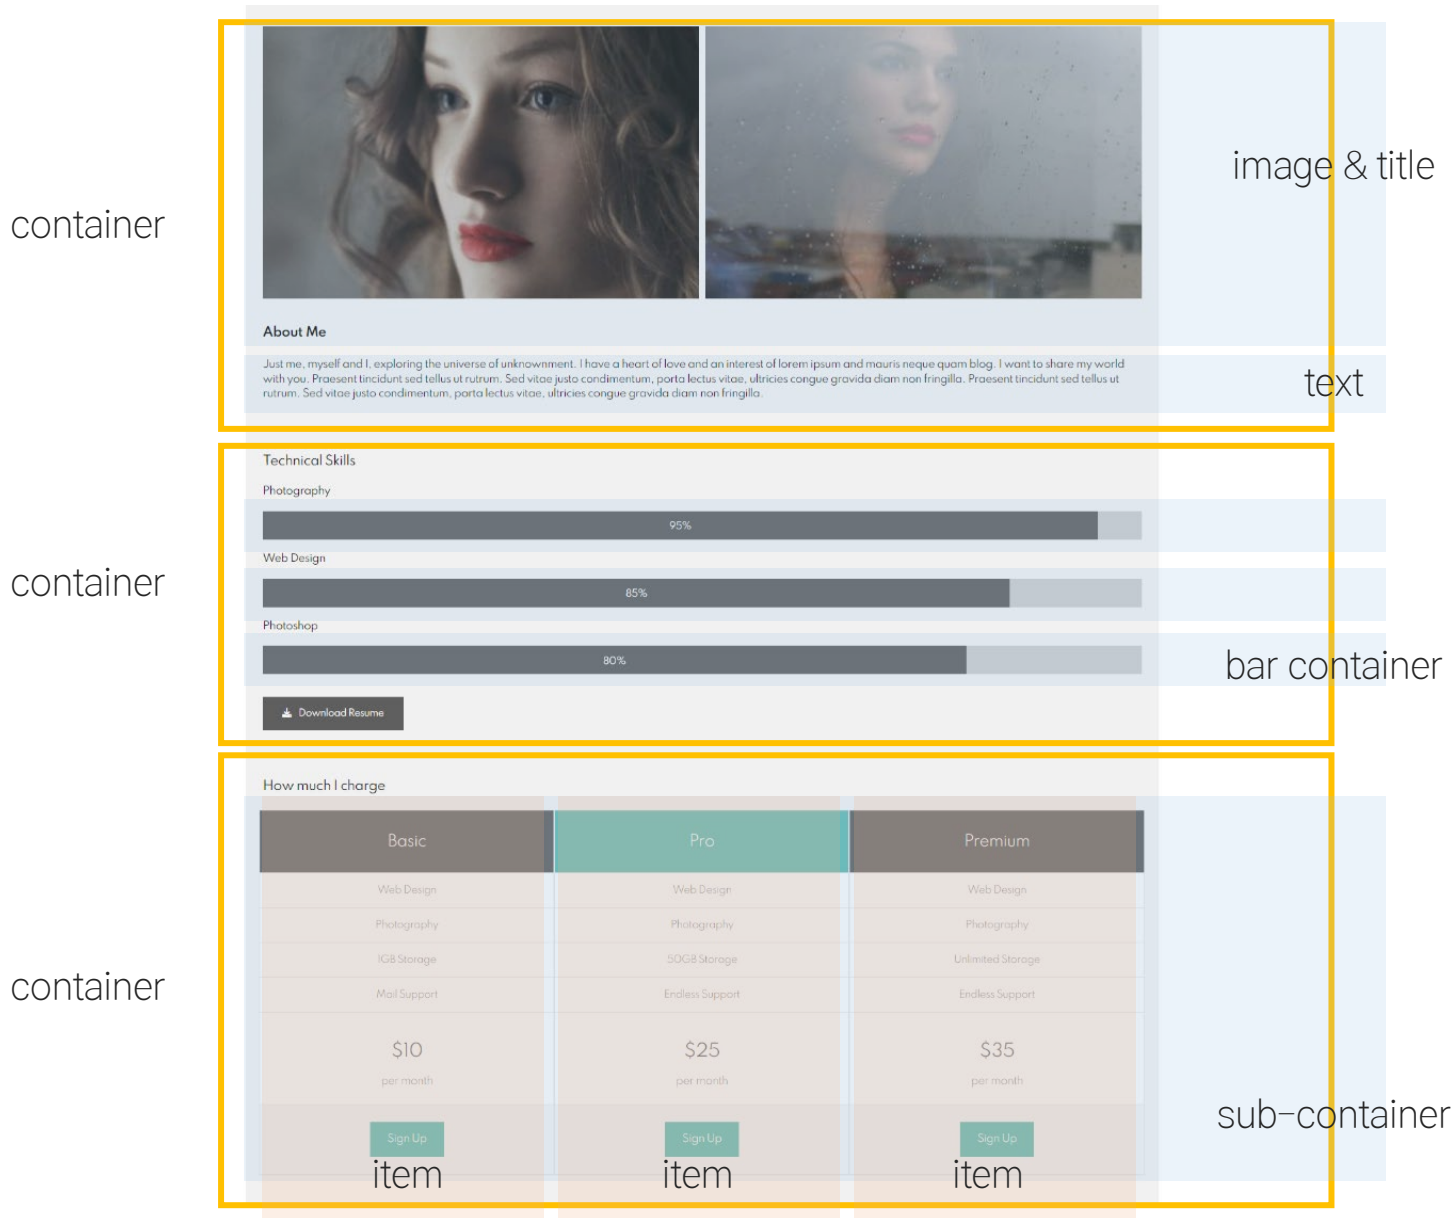 container
image & title
About Me
Just me, myself and I, exploring the universe of unknownment. I have a heart of love and an interest of lorem ipsum and mauris neque quam blog. I want to share my world
with you. Praesent tincidunt sed tellus ut rutrum. Sed vitae justo condimentum, porta lectus vitae, ultricies congue gravida diam non fringilla. Praesent tincidunt sed tellus ut
rutrum. Sed vitae justo condimentum, porta lectus vitae, ultricies congue gravida diam non fringilla.
text
container
Technical Skills
Photography
95%
Web Design
85%
Photoshop
80%
bar container
Download Resume
container
How much I charge
Basic Pro Premium
Web Design Web Design Web Design
Photography Photography Photography
1GB Storage 50GB Storage Unlimited Storage
Mail Support Endless Support Endless Support
$10 $25 $35
per month per month per month
sub-container
Sign Up Sign Up Sign Up
item item item